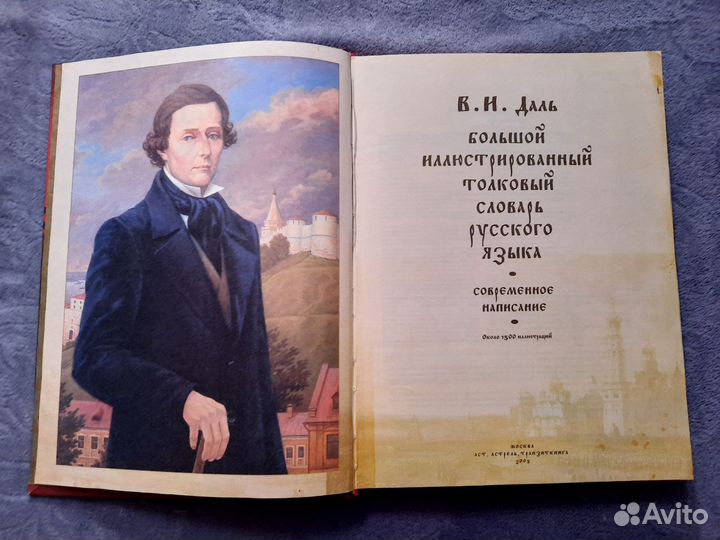 В. И. Даль
Большой
иллюстрированный
толковый
словарь
русского
языка
современное
написание
Около 1500 иллюстраций
Москва
АСТ, Астрель, Транзиткнига
Avito